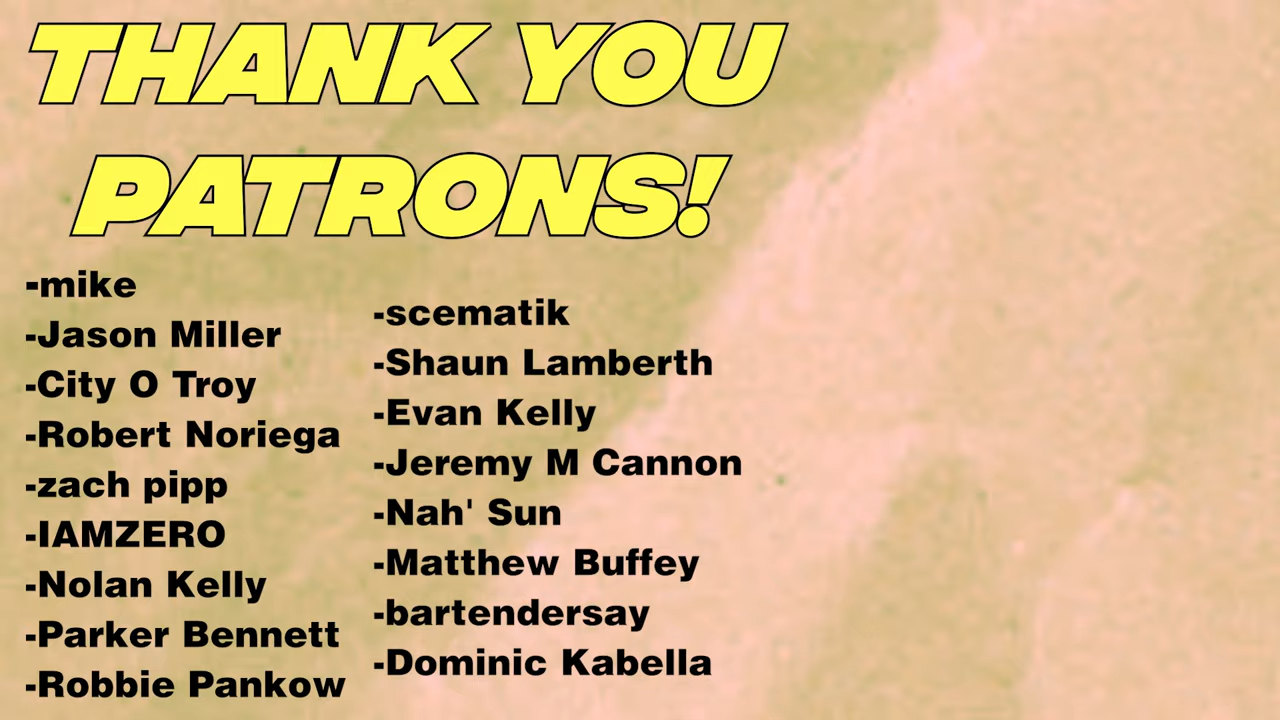 THANK YOU
PATRONS!
-mike
-Jason Miller
-City O Troy
-Robert Noriega
-zach pipp
-IAMZERO
-Nolan Kelly
-Parker Bennett
-Robbie Pankow
-scematik
-Shaun Lamberth
-Evan Kelly
-Jeremy M Cannon
-Nah' Sun
-Matthew Buffey
-bartendersay
-Dominic Kabella